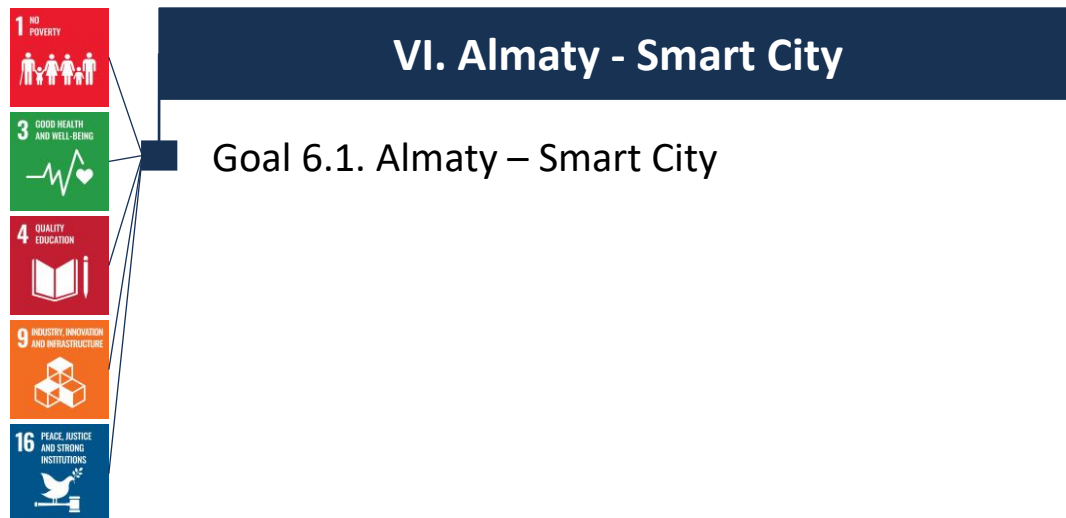 VI. Almaty - Smart City
Goal 6.1. Almaty – Smart City
1 NO
POVERTY
3 GOOD HEALTH
AND WELL-BEING
4 QUALITY
EDUCATION
9 INDUSTRY, INNOVATION
AND INFRASTRUCTURE
16 PEACE, JUSTICE
AND STRONG
INSTITUTIONS